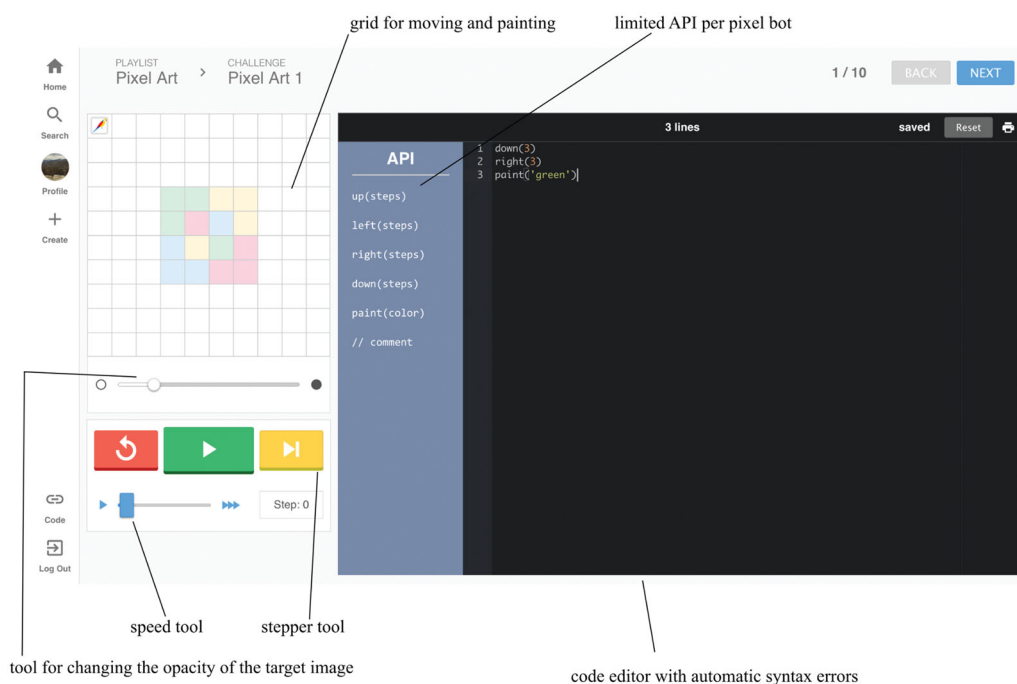 grid for moving and painting
limited API per pixel bot
Home
PLAYLIST
Pixel Art
>
CHALLENGE
Pixel Art 1
1 / 10
BACK
NEXT
Search
Profile
Create
3 lines
saved
Reset
API
up(steps)
left(steps)
right(steps)
down(steps)
paint(color)
// comment
1 down(3)
2 right(3)
3 paint('green')
Step: 0
Code
Log Out
speed tool
stepper tool
tool for changing the opacity of the target image
code editor with automatic syntax errors